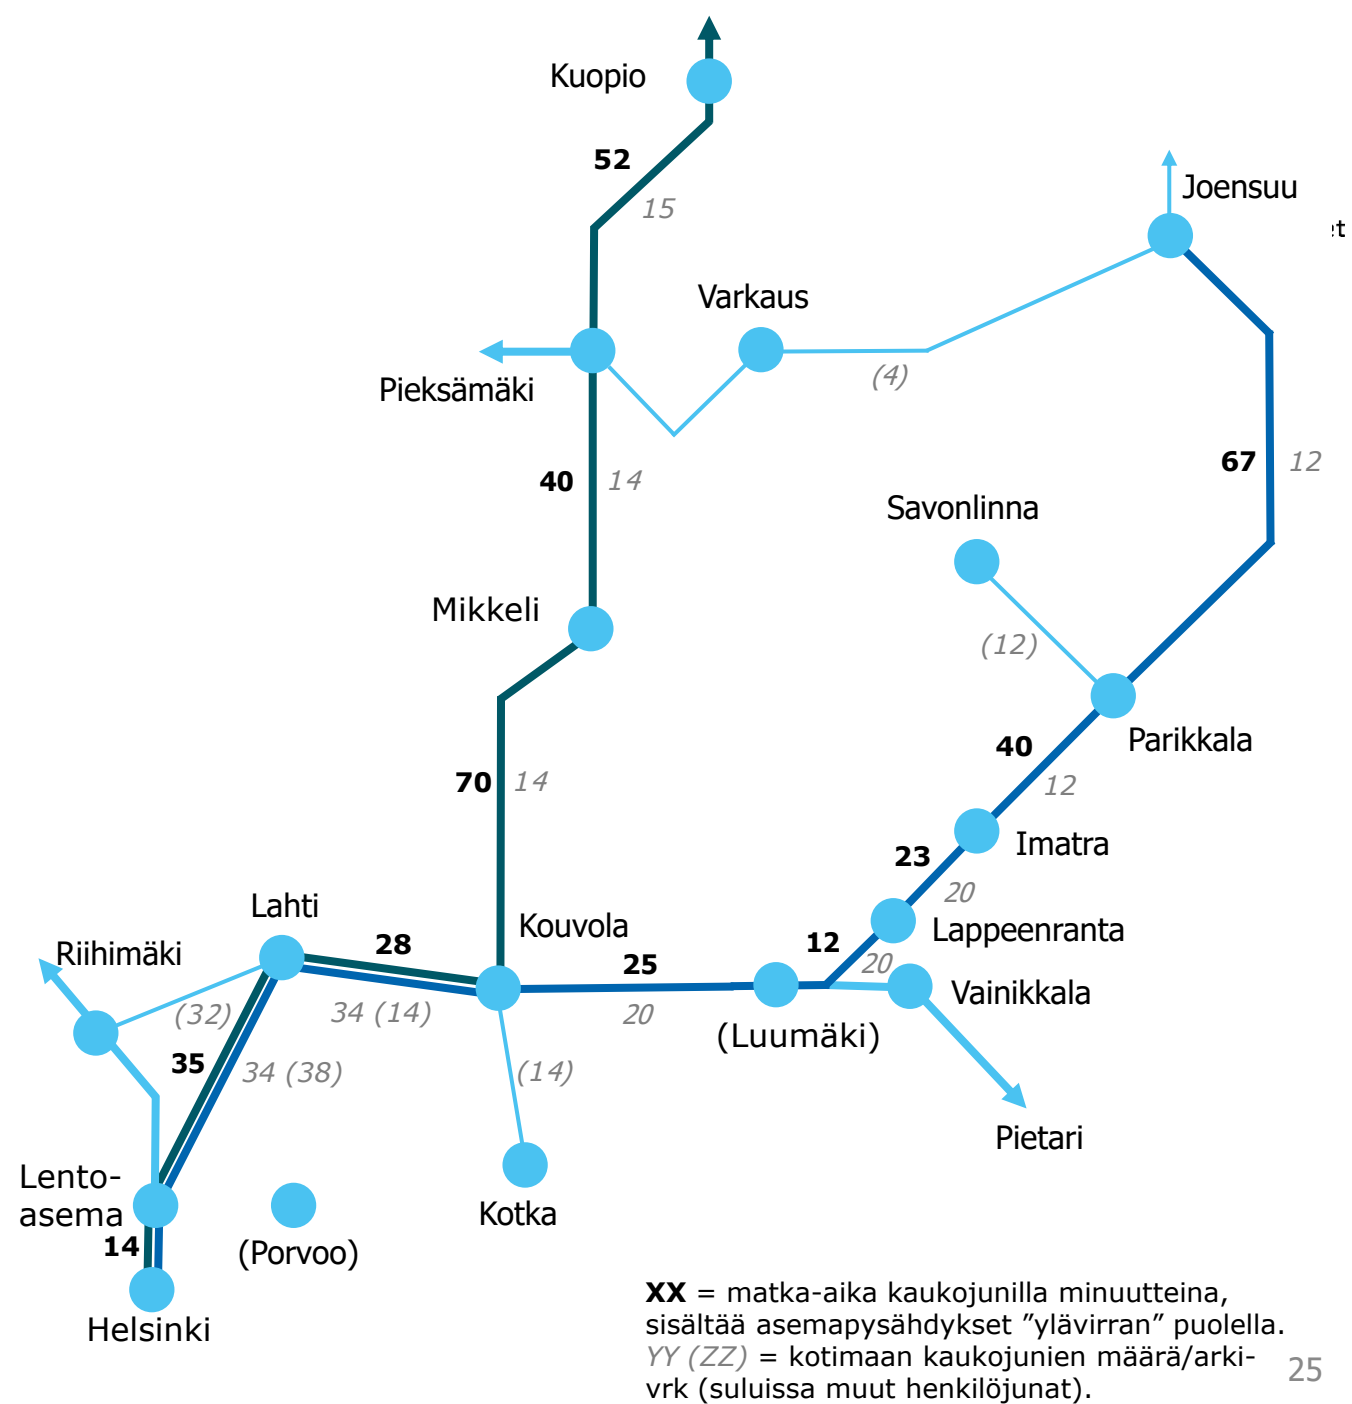 Kuopio
52
15
Joensuu
Varkaus
(4)
Pieksämäki
67
12
40
14
Savonlinna
Mikkeli
(12)
Parikkala
40
12
70
14
Imatra
23
20
Lahti
Lappeenranta
Kouvola
12
20
Riihimäki
28
34 (14)
25
20
Vainikkala
(Luumäki)
(32)
35
34 (38)
(14)
Pietari
Lento-
asema
Kotka
14
(Porvoo)
Helsinki
XX = matka-aika kaukojunilla minuutteina,
sisältää asemapysähdykset ”ylävirran” puolella.
YY (ZZ) = kotimaan kaukojunien määrä/arki-
vrk (suluissa muut henkilöjunat).
25